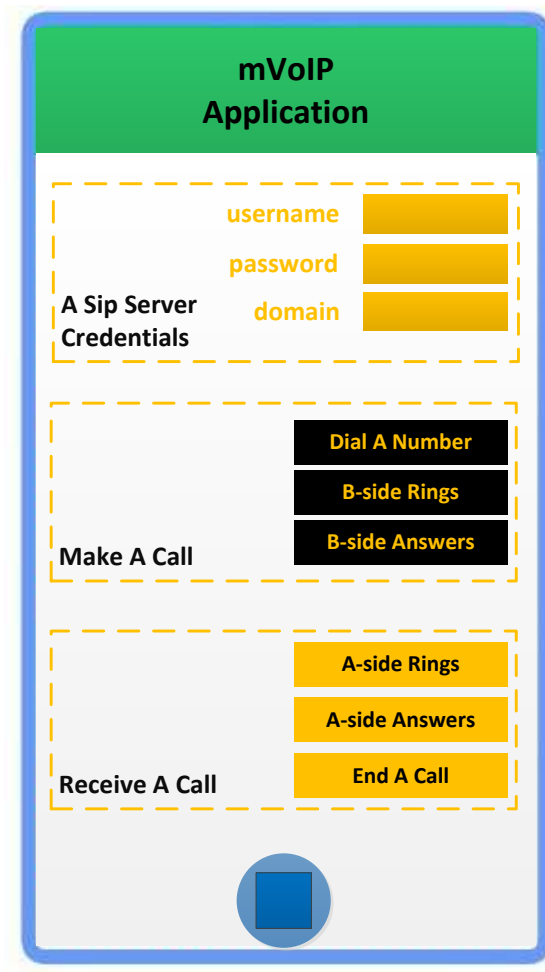 mVoIP
Application
username
password
A Sip Server
domain
Credentials
Dial A Number
B-side Rings
B-side Answers
Make A Call
A-side Rings
A-side Answers
End A Call
Receive A Call